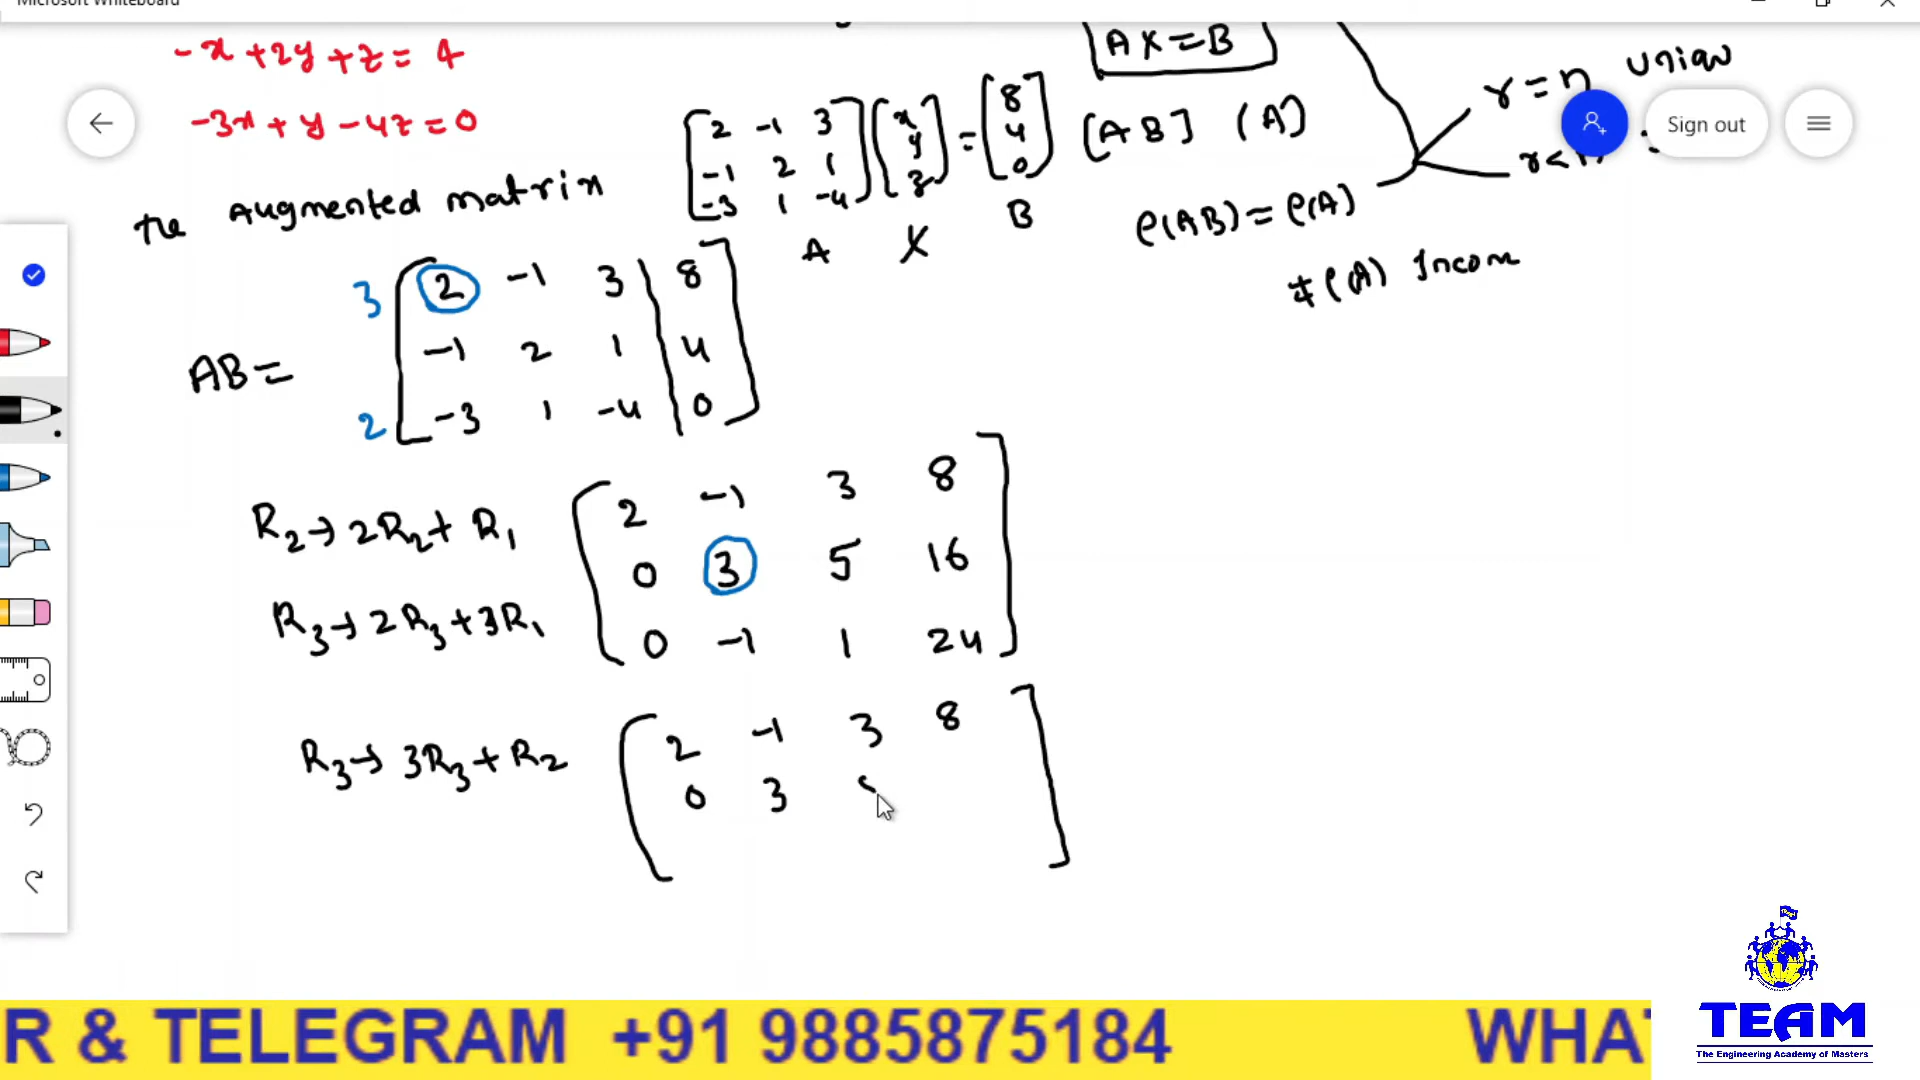 Microsoft Whiteboard
-x + 2y + z = 4
-3x + y - 4z = 0
AX = B
[2 -1 3] [x] = [8]
[-1 2 1] [y] [4]
[-3 1 -4] [z] [0]
A X B
[AB] (A)
r = n
r < n
Sign out
ρ(AB) = ρ(A)
≠ ρ(A) Incon
the Augmented matrix
AB =
3 [2 -1 3 | 8]
[-1 2 1 | 4]
2 [-3 1 -4 | 0]
R2→2R2+R1
R3→2R3+3R1
[2 -1 3 8]
[0 3 5 16]
[0 -1 1 24]
R3→3R3+R2
[2 -1 3 8]
[0 3
R & TELEGRAM +91 9885875184 WHA
TEAM
The Engineering Academy of Masters